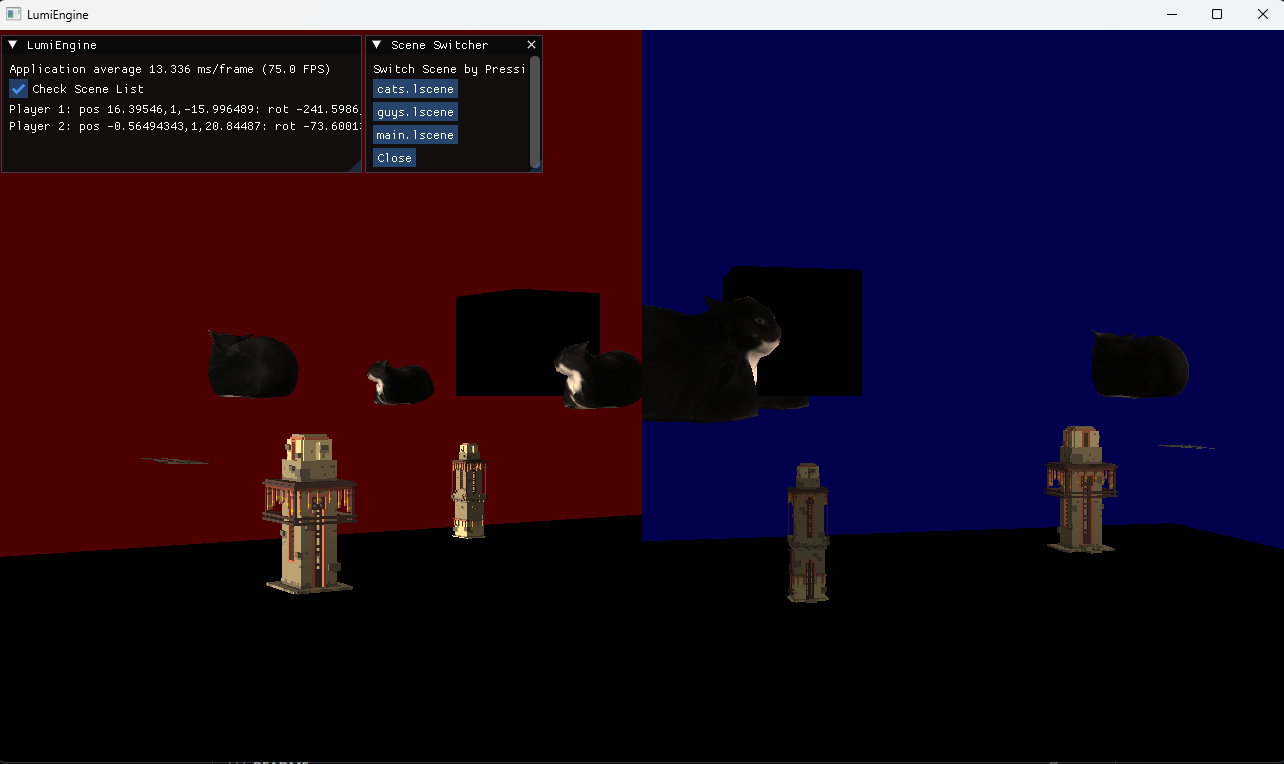 LumiEngine
LumiEngine
Application average 13.336 ms/frame (75.0 FPS)
Check Scene List
Player 1: pos 16.39546,1,-15.996489: rot -241.5986,
Player 2: pos -0.56494343,1,20.84487: rot -73.6001
Scene Switcher
Switch Scene by Pressi
cats.lscene
guys.lscene
main.lscene
Close